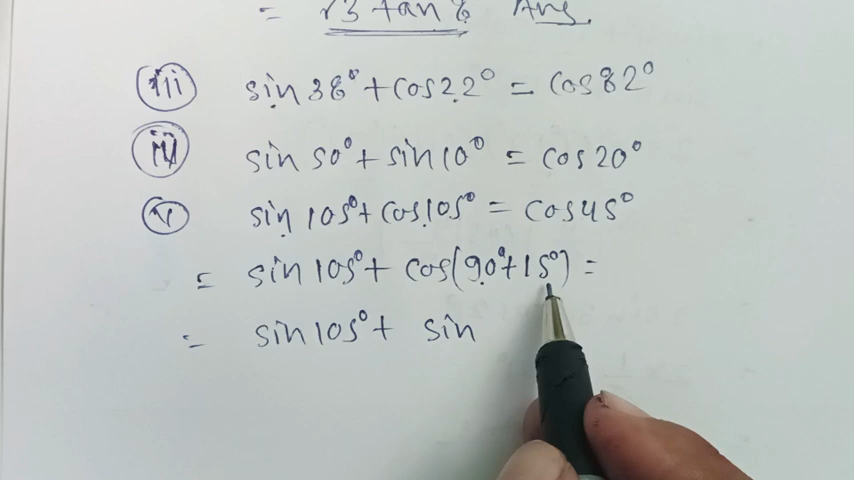 = √3 tan 6 Ans.
(iii) sin 38° + cos 22° = cos 82°
(iv) sin 50° + sin 10° = cos 20°
(v) sin 105° + cos 105° = cos 45°
= sin 105° + cos(90° + 15°) =
= sin 105° + sin